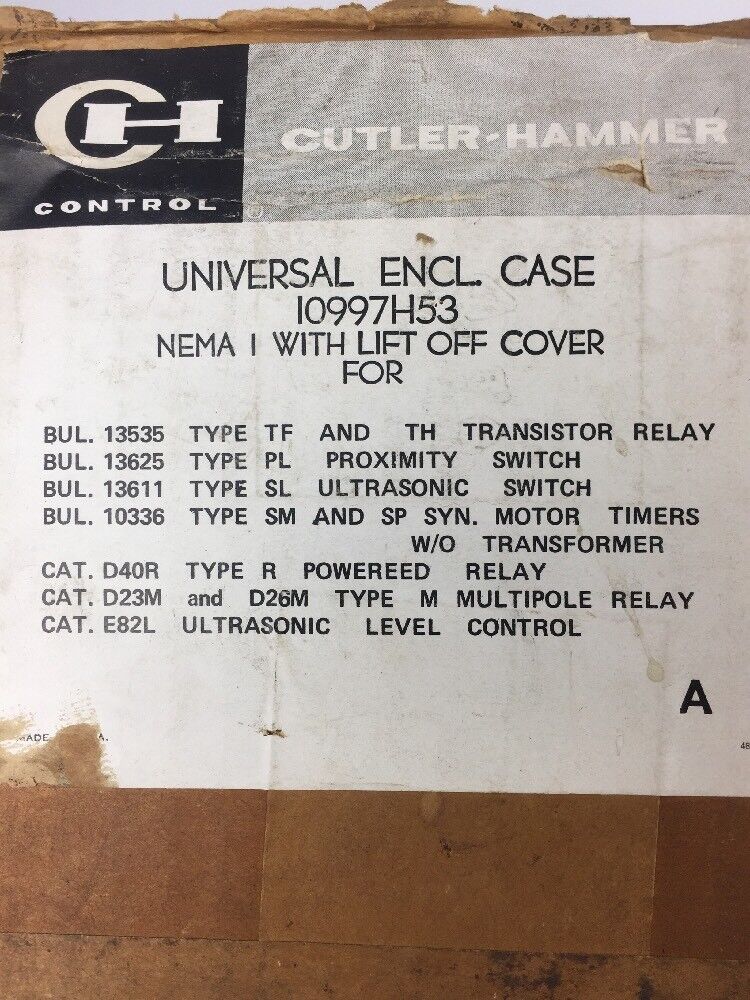 CH
CONTROL
CUTLER-HAMMER
UNIVERSAL ENCL. CASE
10997H53
NEMA 1 WITH LIFT OFF COVER
FOR
BUL. 13535 TYPE TF AND TH TRANSISTOR RELAY
BUL. 13625 TYPE PL PROXIMITY SWITCH
BUL. 13611 TYPE SL ULTRASONIC SWITCH
BUL. 10336 TYPE SM AND SP SYN. MOTOR TIMERS
W/O TRANSFORMER
CAT. D40R TYPE R POWEREED RELAY
CAT. D23M and D26M TYPE M MULTIPOLE RELAY
CAT. E82L ULTRASONIC LEVEL CONTROL
A